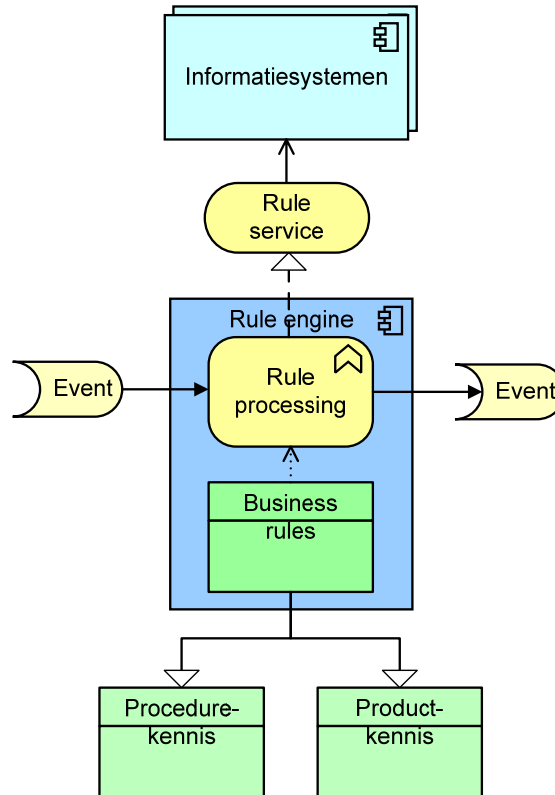 Informatiesystemen
Rule
service
Rule engine
Event
Rule
processing
Event
Business
rules
Procedure-
kennis
Product-
kennis